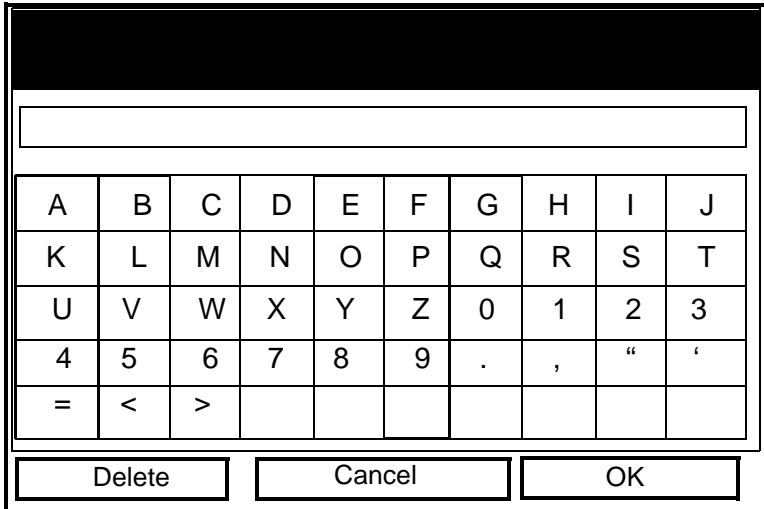 A B C D E F G H I J
K L M N O P Q R S T
U V W X Y Z 0 1 2 3
4 5 6 7 8 9 . , “ ‘
= < >
Delete Cancel OK